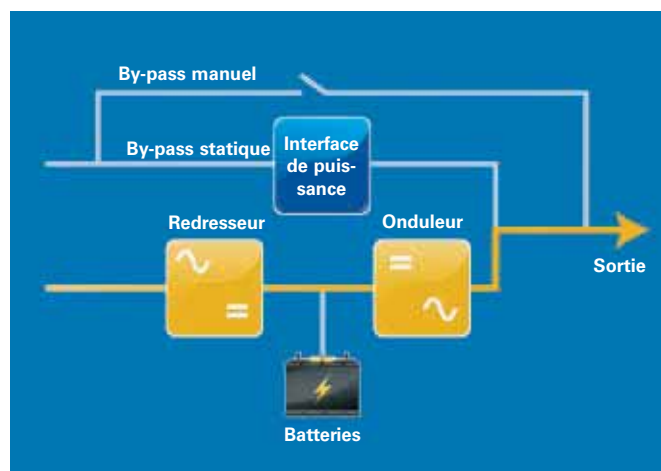 By-pass manuel
By-pass statique
Interface
de puis-
sance
Redresseur
Onduleur
Sortie
Batteries